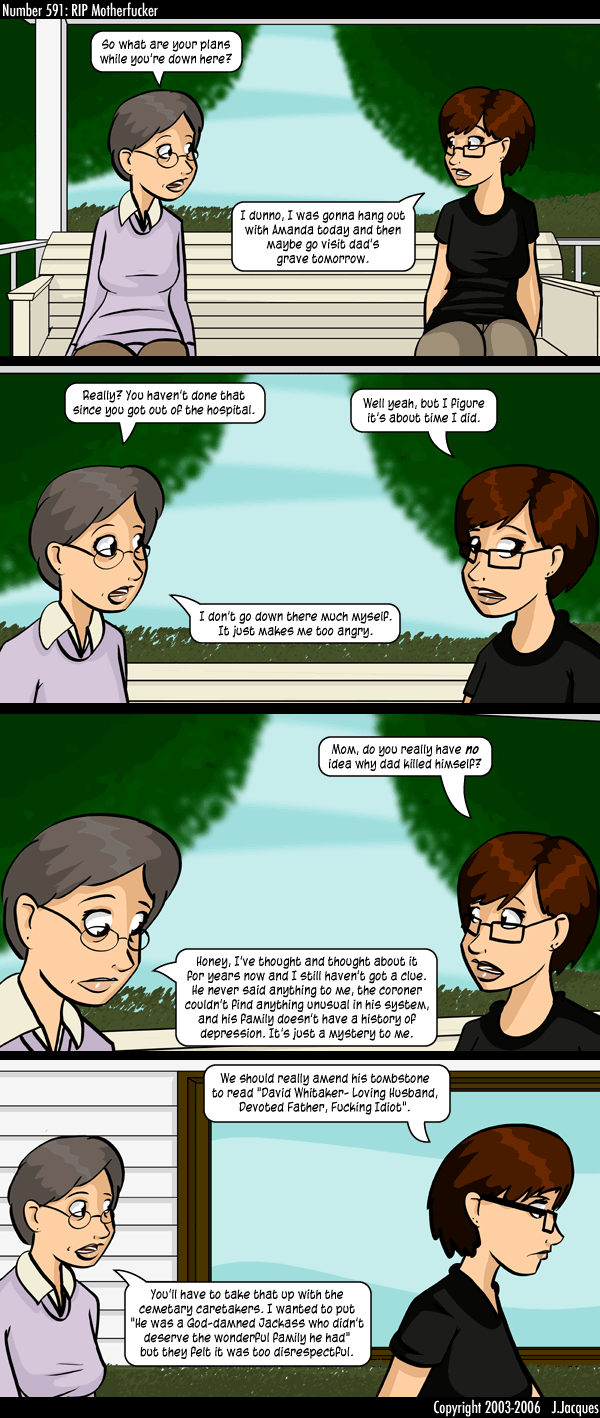 Number 591: RIP Motherfucker
So what are your plans
while you're down here?
I dunno, I was gonna hang out
with Amanda today and then
maybe go visit dad's
grave tomorrow.
Really? You haven't done that
since you got out of the hospital.
Well yeah, but I figure
it's about time I did.
I don't go down there much myself.
It just makes me too angry.
Mom, do you really have no
idea why dad killed himself?
Honey, I've thought and thought about it
for years now and I still haven't got a clue.
He never said anything to me, the coroner
couldn't find anything unusual in his system,
and his family doesn't have a history of
depression. It's just a mystery to me.
We should really amend his tombstone
to read "David Whitaker- Loving Husband,
Devoted Father, Fucking Idiot".
You'll have to take that up with the
cemetary caretakers. I wanted to put
"He was a God-damned Jackass who didn't
deserve the wonderful family he had"
but they felt it was too disrespectful.
Copyright 2003-2006 J.Jacques